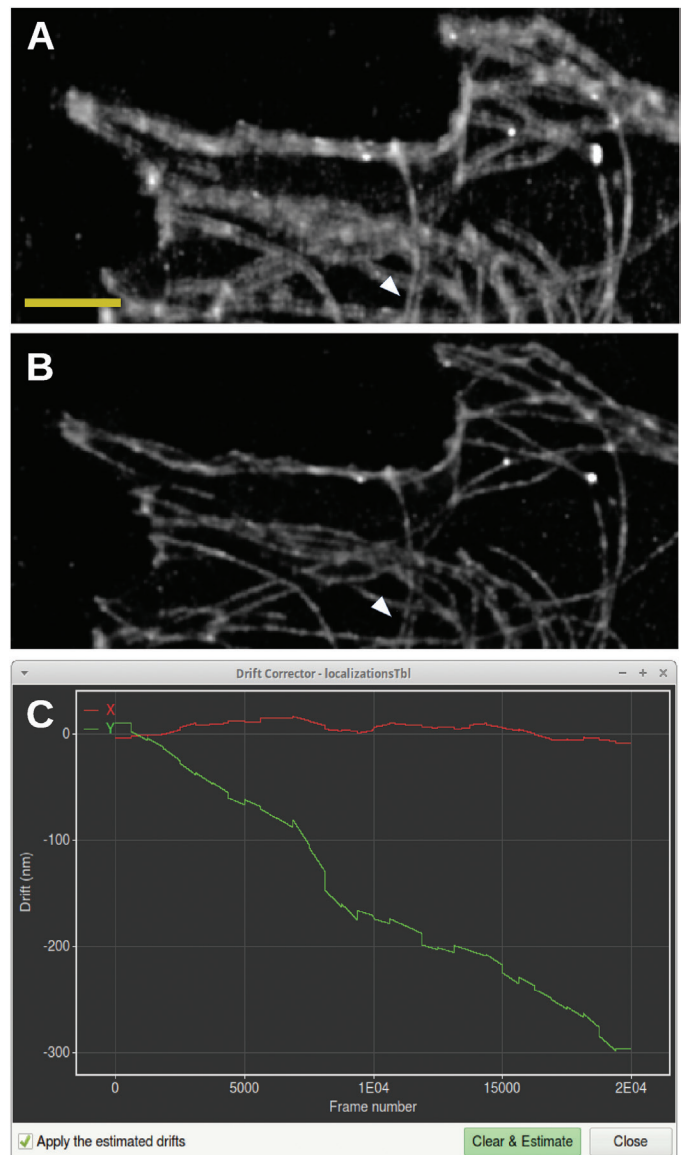 A
B
Drift Corrector - localizationsTbl
C
X
Y
0
-100
-200
-300
Drift (nm)
0 5000 1E04 15000 2E04
Frame number
Apply the estimated drifts
Clear & Estimate
Close